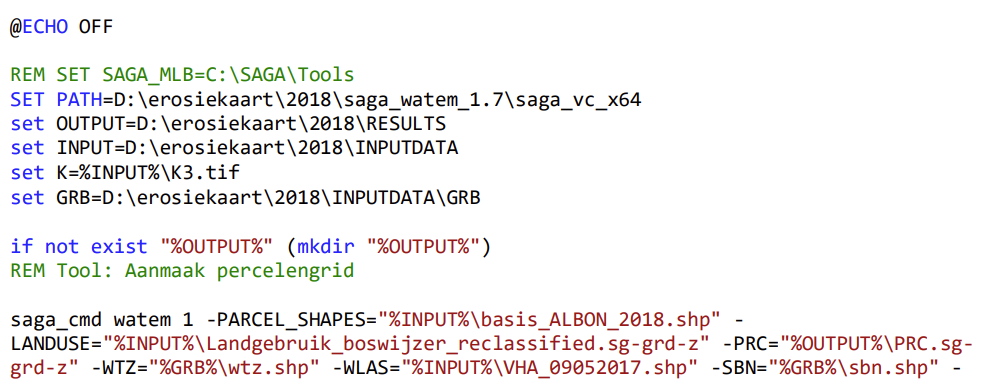 @ECHO OFF
REM SET SAGA_MLB=C:\SAGA\Tools
SET PATH=D:\erosiekaart\2018\saga_watem_1.7\saga_vc_x64
set OUTPUT=D:\erosiekaart\2018\RESULTS
set INPUT=D:\erosiekaart\2018\INPUTDATA
set K=%INPUT%\K3.tif
set GRB=D:\erosiekaart\2018\INPUTDATA\GRB
if not exist "%OUTPUT%" (mkdir "%OUTPUT%")
REM Tool: Aanmaak percelengrid
saga_cmd watem 1 -PARCEL_SHAPES="%INPUT%\basis_ALBON_2018.shp" -
LANDUSE="%INPUT%\Landgebruik_boswijzer_reclassified.sg-grd-z" -PRC="%OUTPUT%\PRC.sg-
grd-z" -WTZ="%GRB%\wtz.shp" -WLAS="%INPUT%\VHA_09052017.shp" -SBN="%GRB%\sbn.shp" -